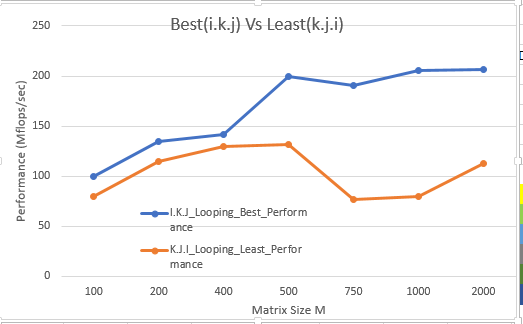 Best(i.k.j) Vs Least(k.j.i)
250
200
150
100
50
0
Performance (Mflops/sec)
I.K.J_Looping_Best_Perform
ance
K.J.I_Looping_Least_Perfor
mance
100 200 400 500 750 1000 2000
Matrix Size M